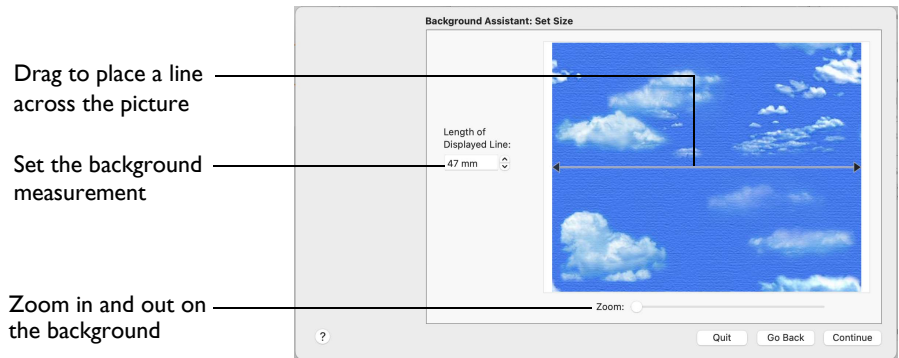 Background Assistant: Set Size
Drag to place a line
across the picture
Length of
Displayed Line:
47 mm
Set the background
measurement
Zoom in and out on
the background
Zoom:
?
Quit
Go Back
Continue